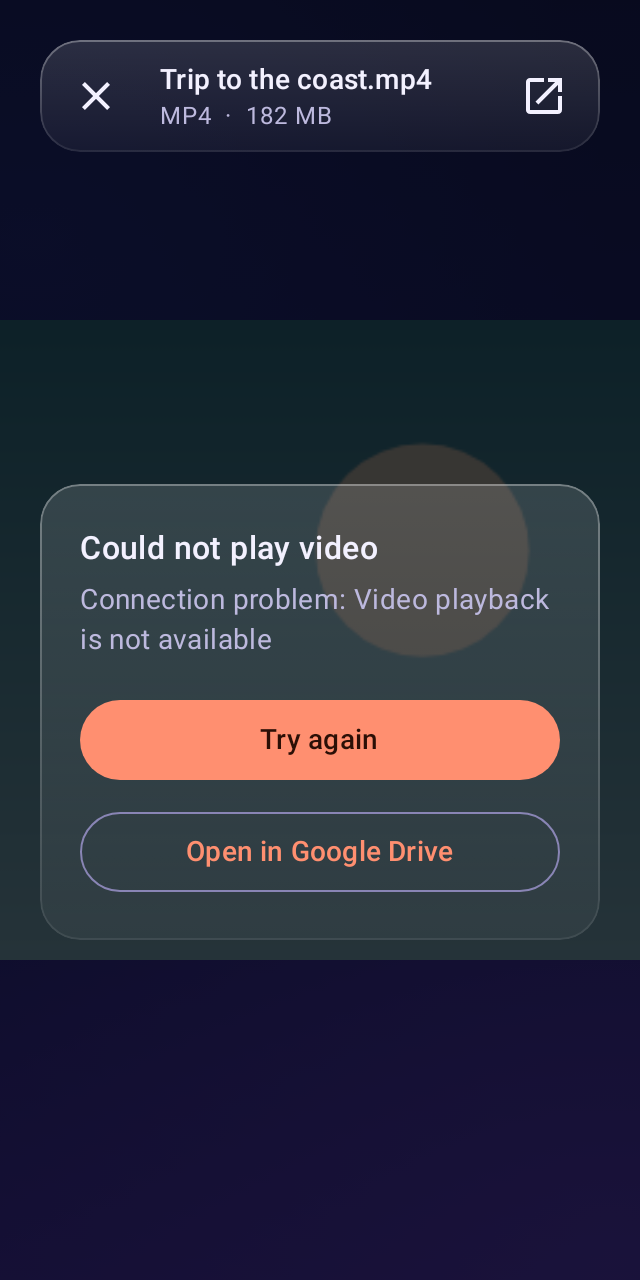 Trip to the coast.mp4
MP4 · 182 MB
Could not play video
Connection problem: Video playback
is not available
Try again
Open in Google Drive